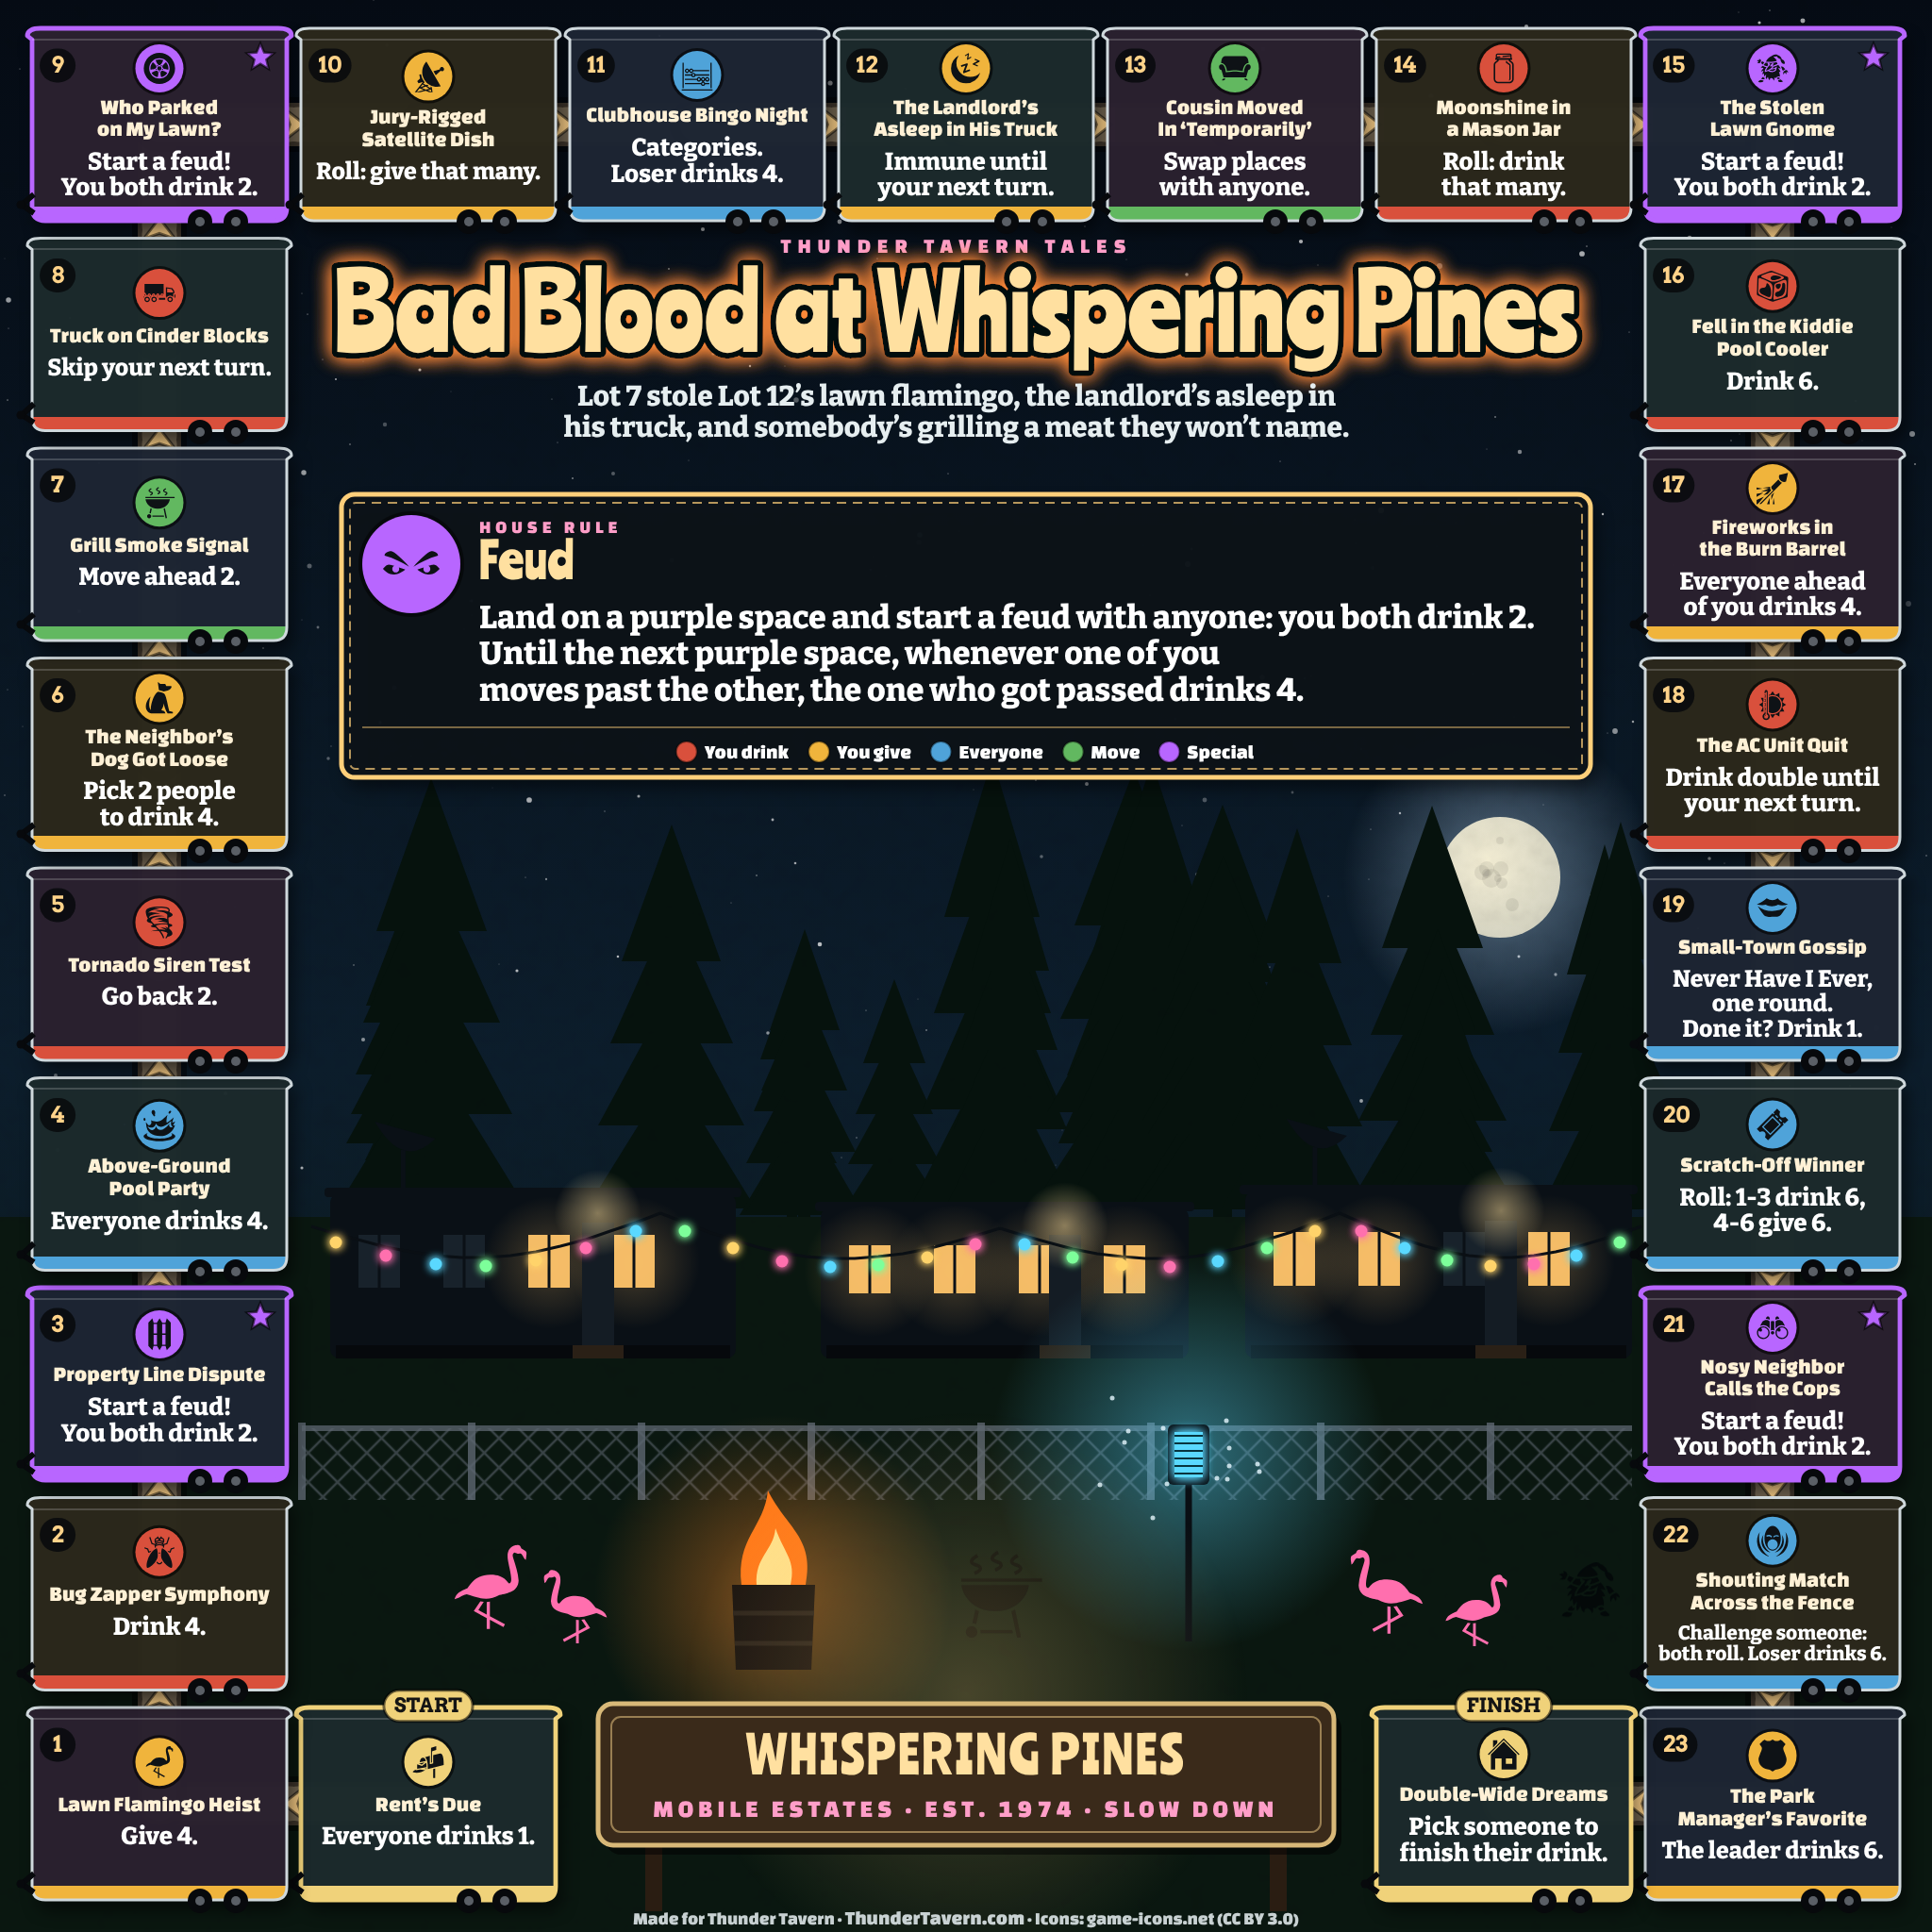 9
Who Parked
on My Lawn?
Start a feud!
You both drink 2.
10
Jury-Rigged
Satellite Dish
Roll: give that many.
11
Clubhouse Bingo Night
Categories.
Loser drinks 4.
12
The Landlord's
Asleep in His Truck
Immune until
your next turn.
13
Cousin Moved
In ‘Temporarily’
Swap places
with anyone.
14
Moonshine in
a Mason Jar
Roll: drink
that many.
15
The Stolen
Lawn Gnome
Start a feud!
You both drink 2.
THUNDER TAVERN TALES
Bad Blood at Whispering Pines
Lot 7 stole Lot 12’s lawn flamingo, the landlord’s asleep in
his truck, and somebody’s grilling a meat they won’t name.
HOUSE RULE
Feud
Land on a purple space and start a feud with anyone: you both drink 2.
Until the next purple space, whenever one of you
moves past the other, the one who got passed drinks 4.
You drink
You give
Everyone
Move
Special
8
Truck on Cinder Blocks
Skip your next turn.
7
Grill Smoke Signal
Move ahead 2.
6
The Neighbor’s
Dog Got Loose
Pick 2 people
to drink 4.
5
Tornado Siren Test
Go back 2.
4
Above-Ground
Pool Party
Everyone drinks 4.
3
Property Line Dispute
Start a feud!
You both drink 2.
2
Bug Zapper Symphony
Drink 4.
1
Lawn Flamingo Heist
Give 4.
START
Rent’s Due
Everyone drinks 1.
16
Fell in the Kiddie
Pool Cooler
Drink 6.
17
Fireworks in
the Burn Barrel
Everyone ahead
of you drinks 4.
18
The AC Unit Quit
Drink double until
your next turn.
19
Small-Town Gossip
Never Have I Ever,
one round.
Done it? Drink 1.
20
Scratch-Off Winner
Roll: 1-3 drink 6,
4-6 give 6.
21
Nosy Neighbor
Calls the Cops
Start a feud!
You both drink 2.
22
Shouting Match
Across the Fence
Challenge someone:
both roll. Loser drinks 6.
23
The Park
Manager’s Favorite
The leader drinks 6.
FINISH
Double-Wide Dreams
Pick someone to
finish their drink.
WHISPERING PINES
MOBILE ESTATES · EST. 1974 · SLOW DOWN
Made for Thunder Tavern · ThunderTavern.com · Icons: game-icons.net (CC BY 3.0)